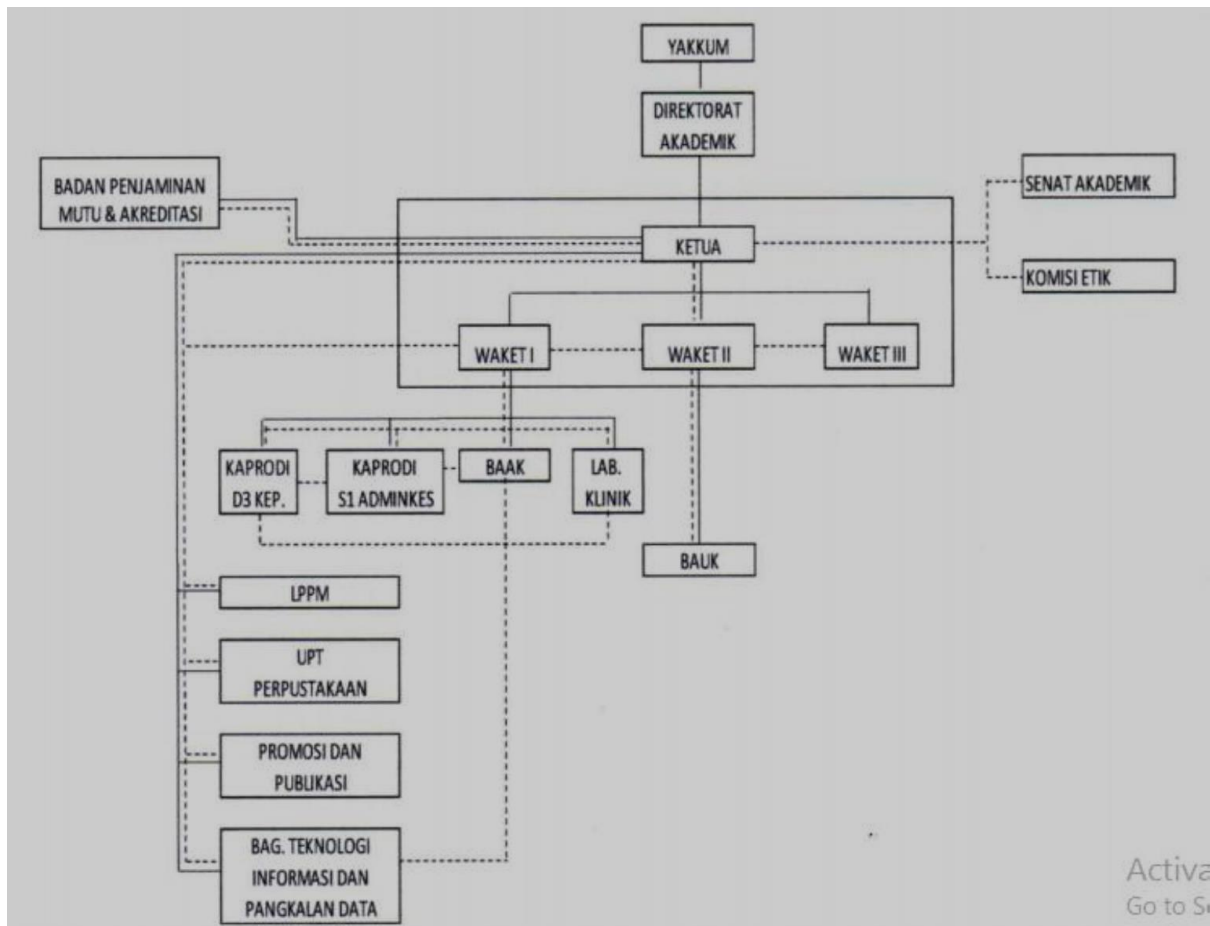 YAKKUM
DIREKTORAT
AKADEMIK
BADAN PENJAMINAN
MUTU & AKREDITASI
SENAT AKADEMIK
KETUA
KOMISI ETIK
WAKET I
WAKET II
WAKET III
KAPRODI
D3 KEP.
KAPRODI
S1 ADMINKES
BAAK
LAB.
KLINIK
BAUK
LPPM
UPT
PERPUSTAKAAN
PROMOSI DAN
PUBLIKASI
BAG. TEKNOLOGI
INFORMASI DAN
PANGKALAN DATA
Activa
Go to Se